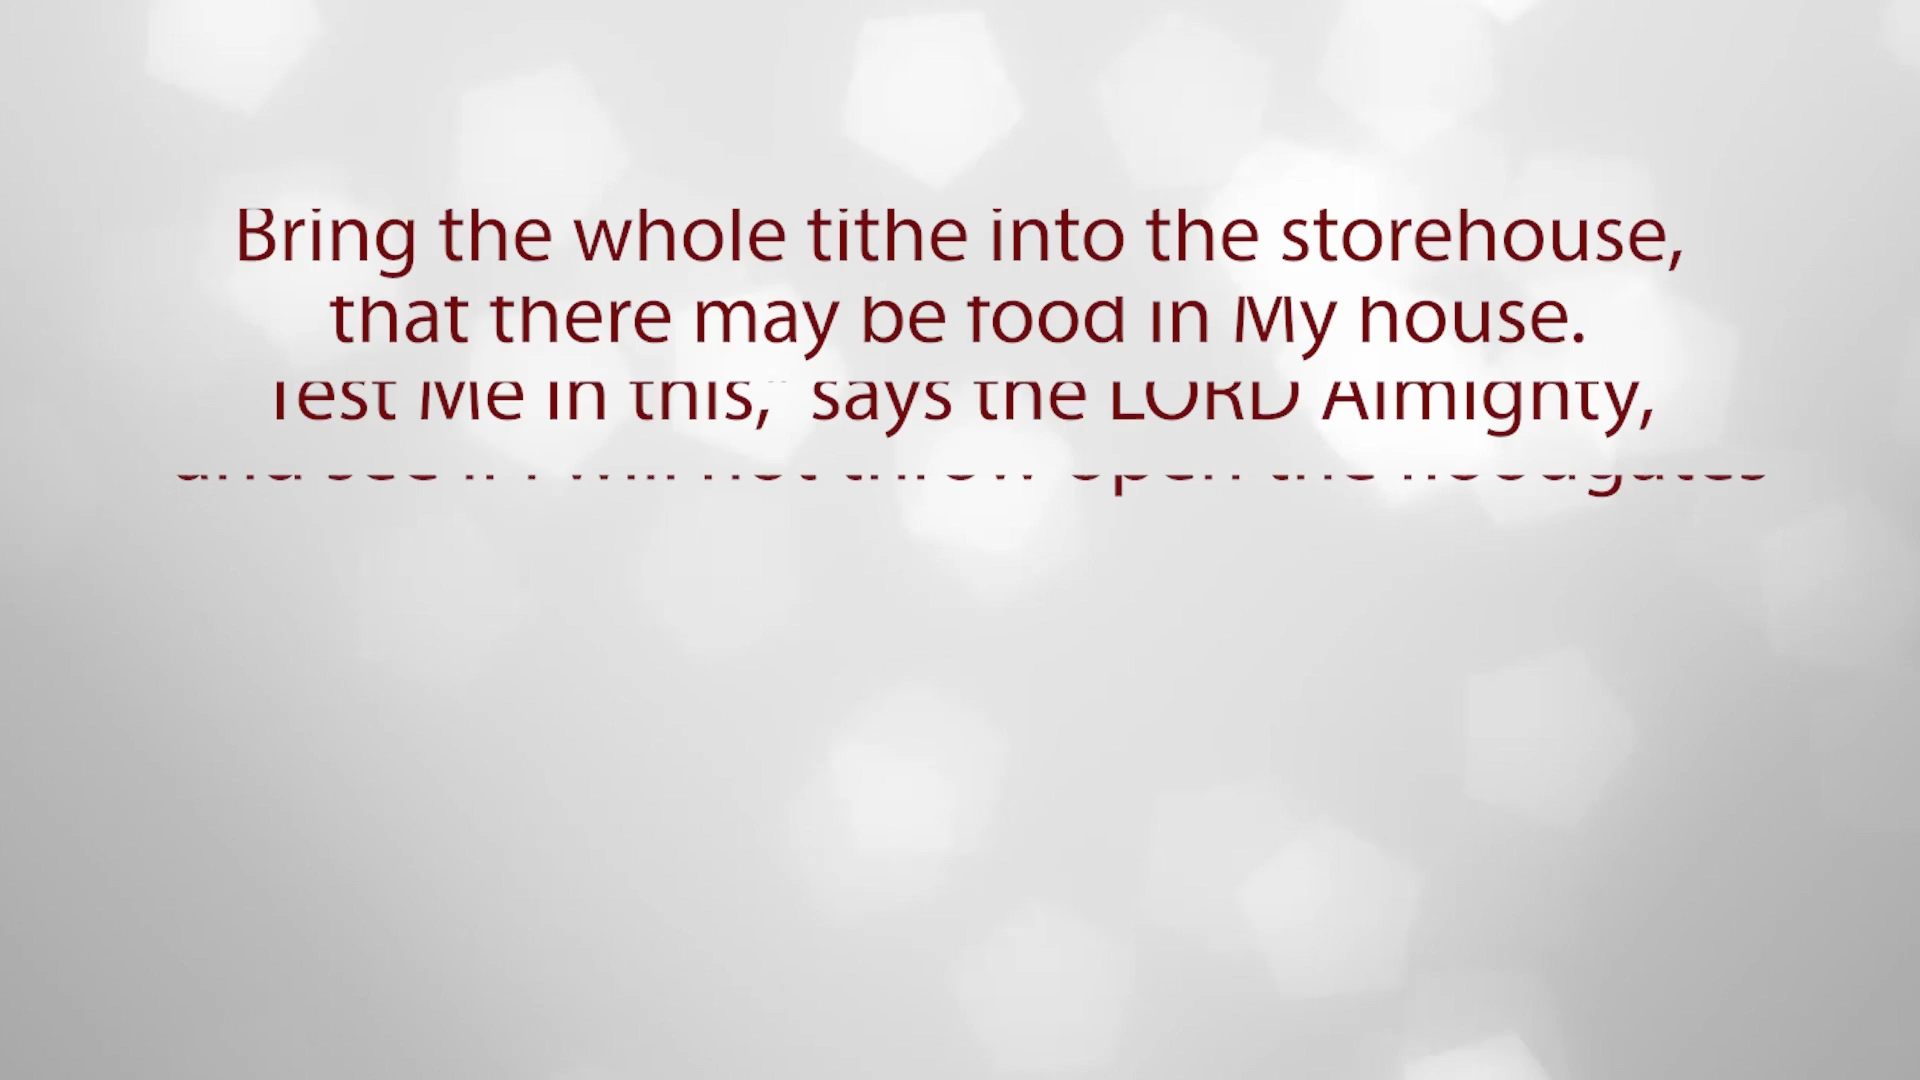 Bring the whole tithe into the storehouse,
that there may be food in My house.
Test Me in this,” says the LORD Almighty,
and see if I will not throw open the floodgates